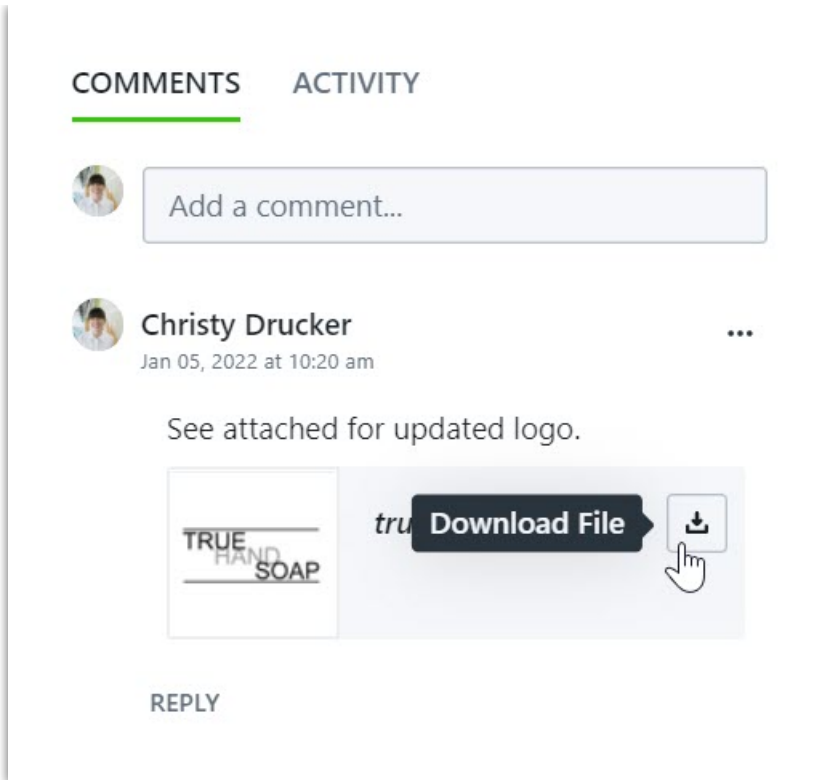 COMMENTS ACTIVITY
Add a comment...
Christy Drucker
...
Jan 05, 2022 at 10:20 am
See attached for updated logo.
TRUE
HAND
SOAP
tru
Download File
REPLY